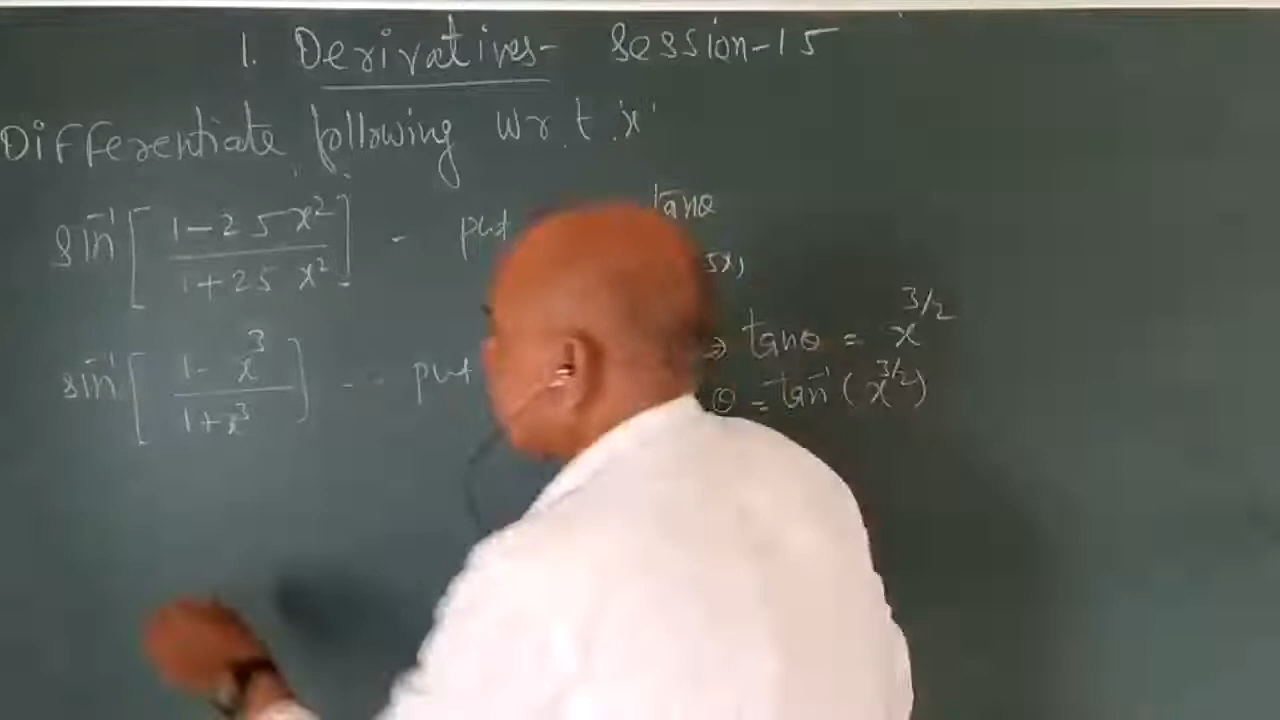 1. Derivatives- Session-15
Differentiate following w.r.t. 'x'
sin⁻¹[(1-25x²)/(1+25x²)] - put tanθ
5x,
sin⁻¹[(1-x³)/(1+x³)] -- put ⇒ tanθ = x^3/2
θ = tan⁻¹(x^3/2)